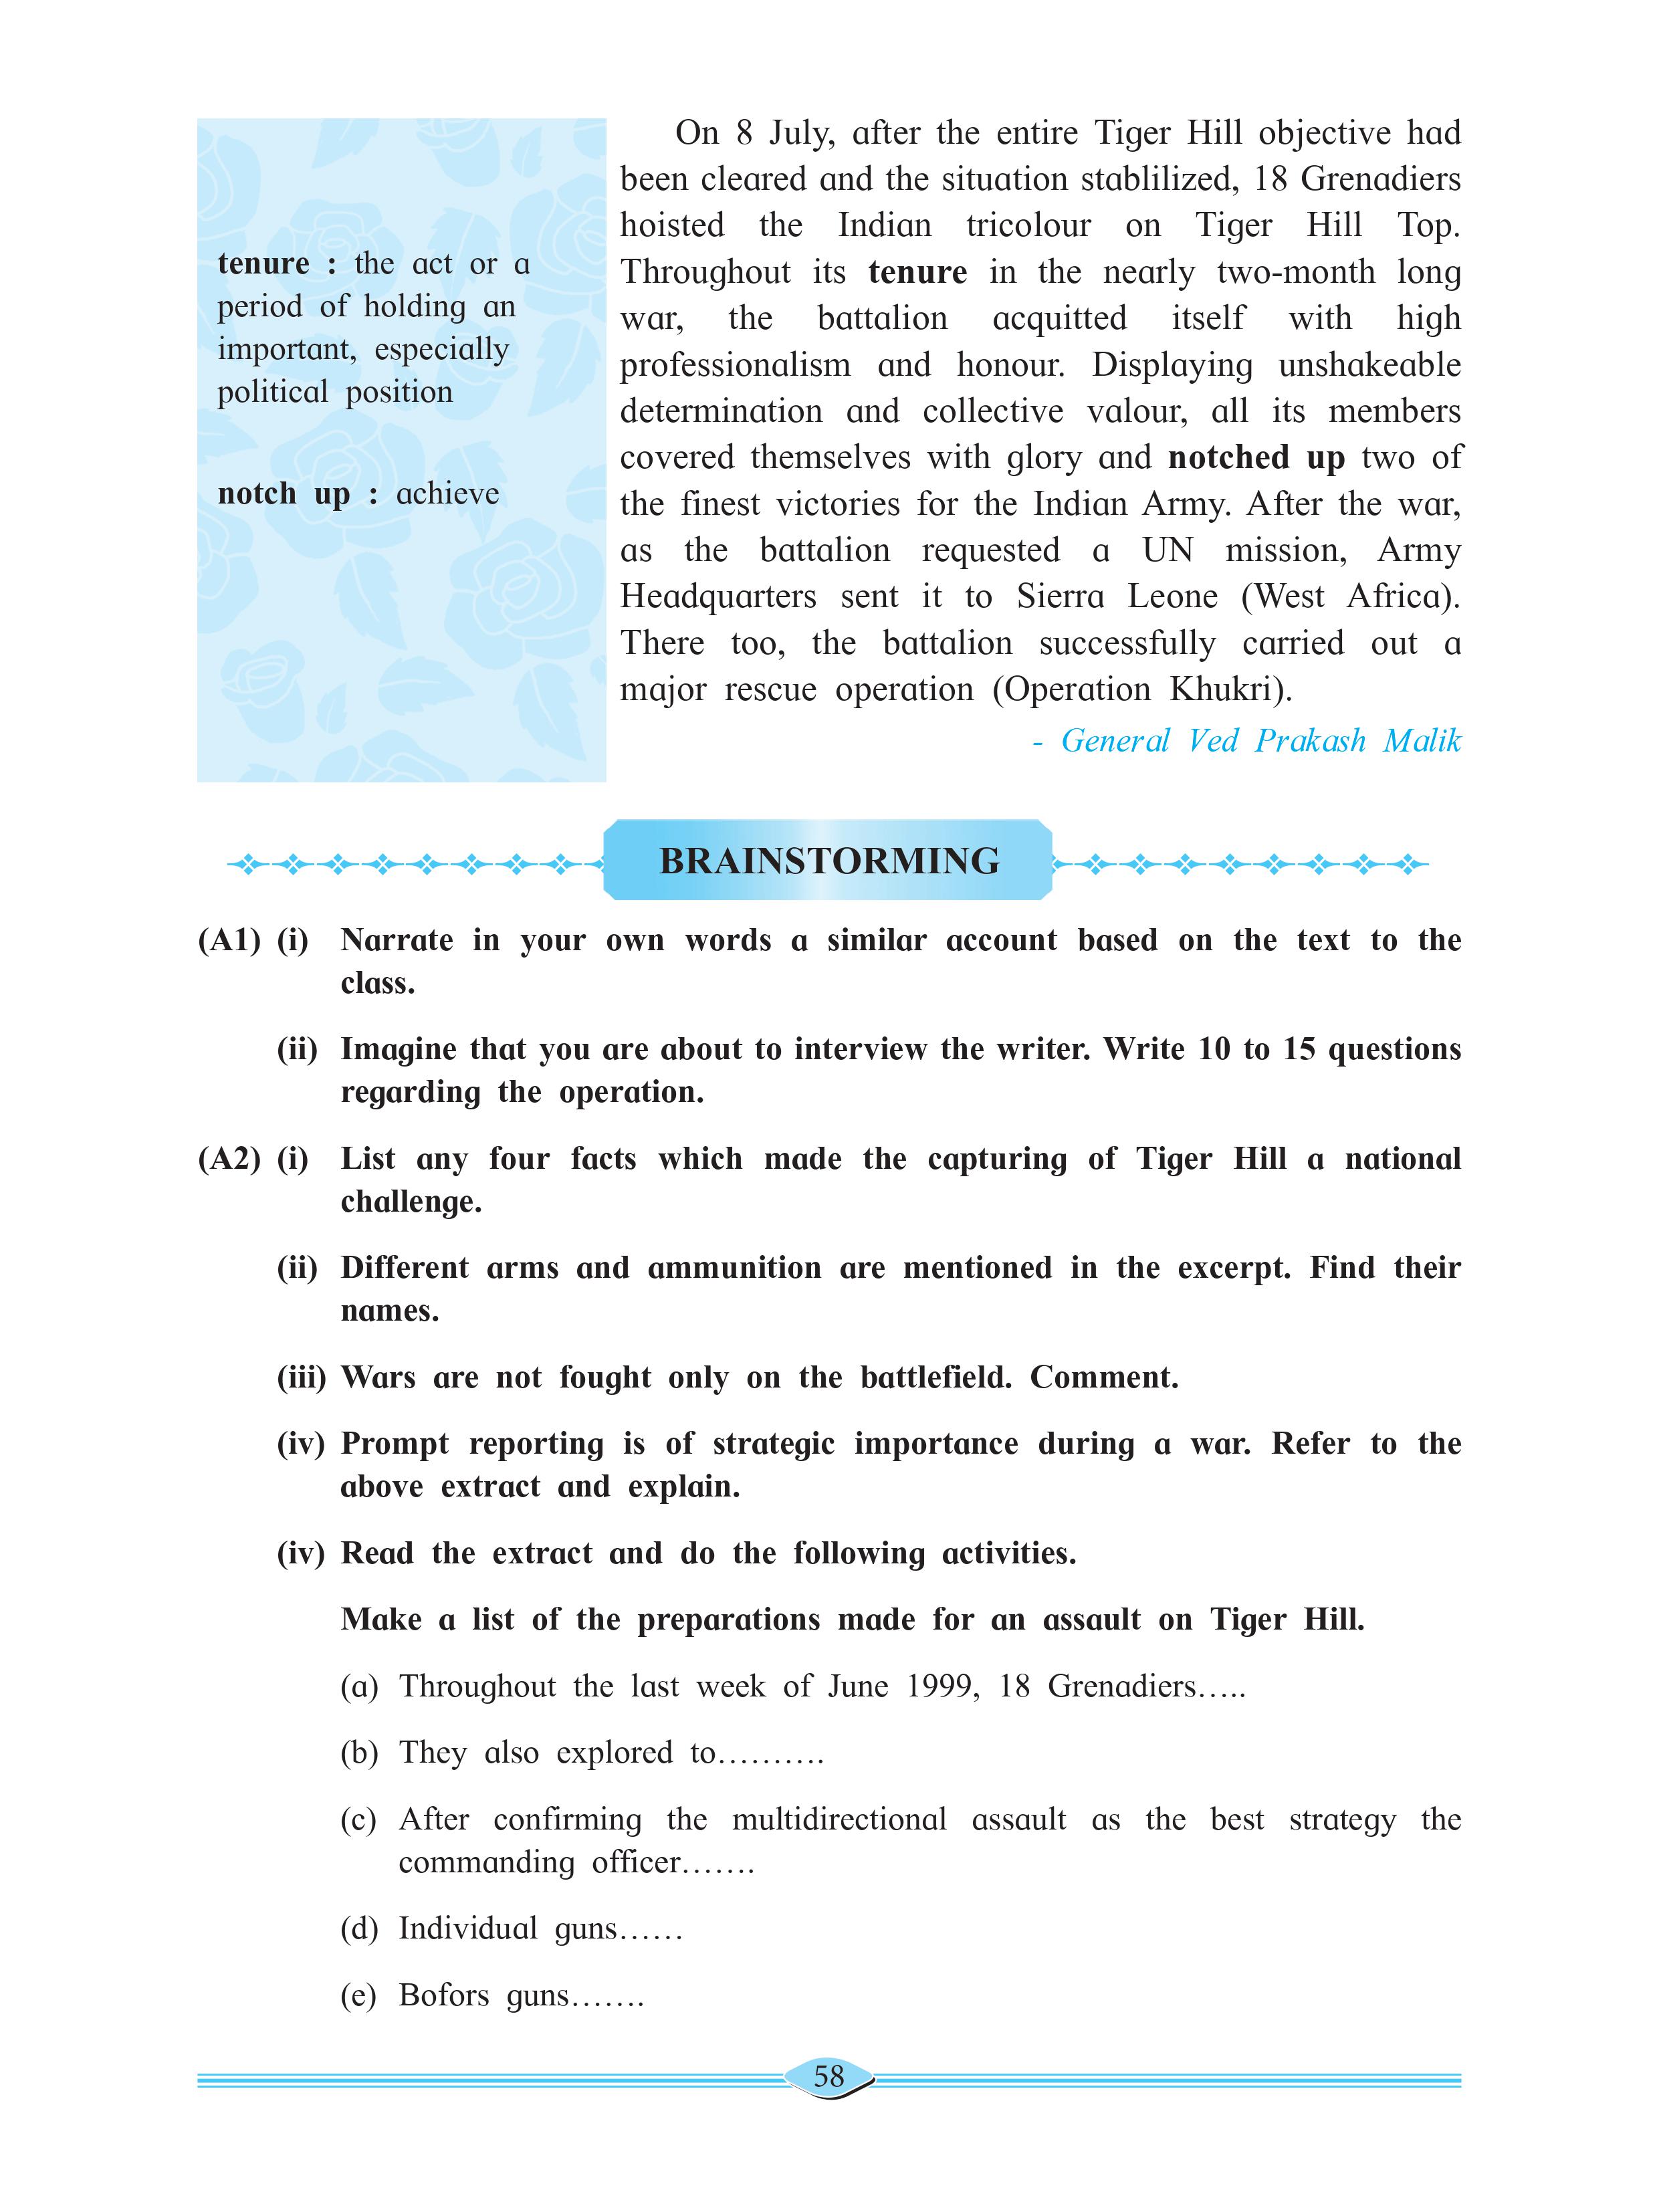 tenure : the act or a
period of holding an
important, especially
political position
notch up : achieve
On 8 July, after the entire Tiger Hill objective had
been cleared and the situation stablilized, 18 Grenadiers
hoisted the Indian tricolour on Tiger Hill Top.
Throughout its tenure in the nearly two-month long
war, the battalion acquitted itself with high
professionalism and honour. Displaying unshakeable
determination and collective valour, all its members
covered themselves with glory and notched up two of
the finest victories for the Indian Army. After the war,
as the battalion requested a UN mission, Army
Headquarters sent it to Sierra Leone (West Africa).
There too, the battalion successfully carried out a
major rescue operation (Operation Khukri).
- General Ved Prakash Malik
BRAINSTORMING
(A1) (i) Narrate in your own words a similar account based on the text to the
class.
(ii) Imagine that you are about to interview the writer. Write 10 to 15 questions
regarding the operation.
(A2) (i) List any four facts which made the capturing of Tiger Hill a national
challenge.
(ii) Different arms and ammunition are mentioned in the excerpt. Find their
names.
(iii) Wars are not fought only on the battlefield. Comment.
(iv) Prompt reporting is of strategic importance during a war. Refer to the
above extract and explain.
(iv) Read the extract and do the following activities.
Make a list of the preparations made for an assault on Tiger Hill.
(a) Throughout the last week of June 1999, 18 Grenadiers.....
(b) They also explored to..........
(c) After confirming the multidirectional assault as the best strategy the
commanding officer.......
(d) Individual guns......
(e) Bofors guns.......
58